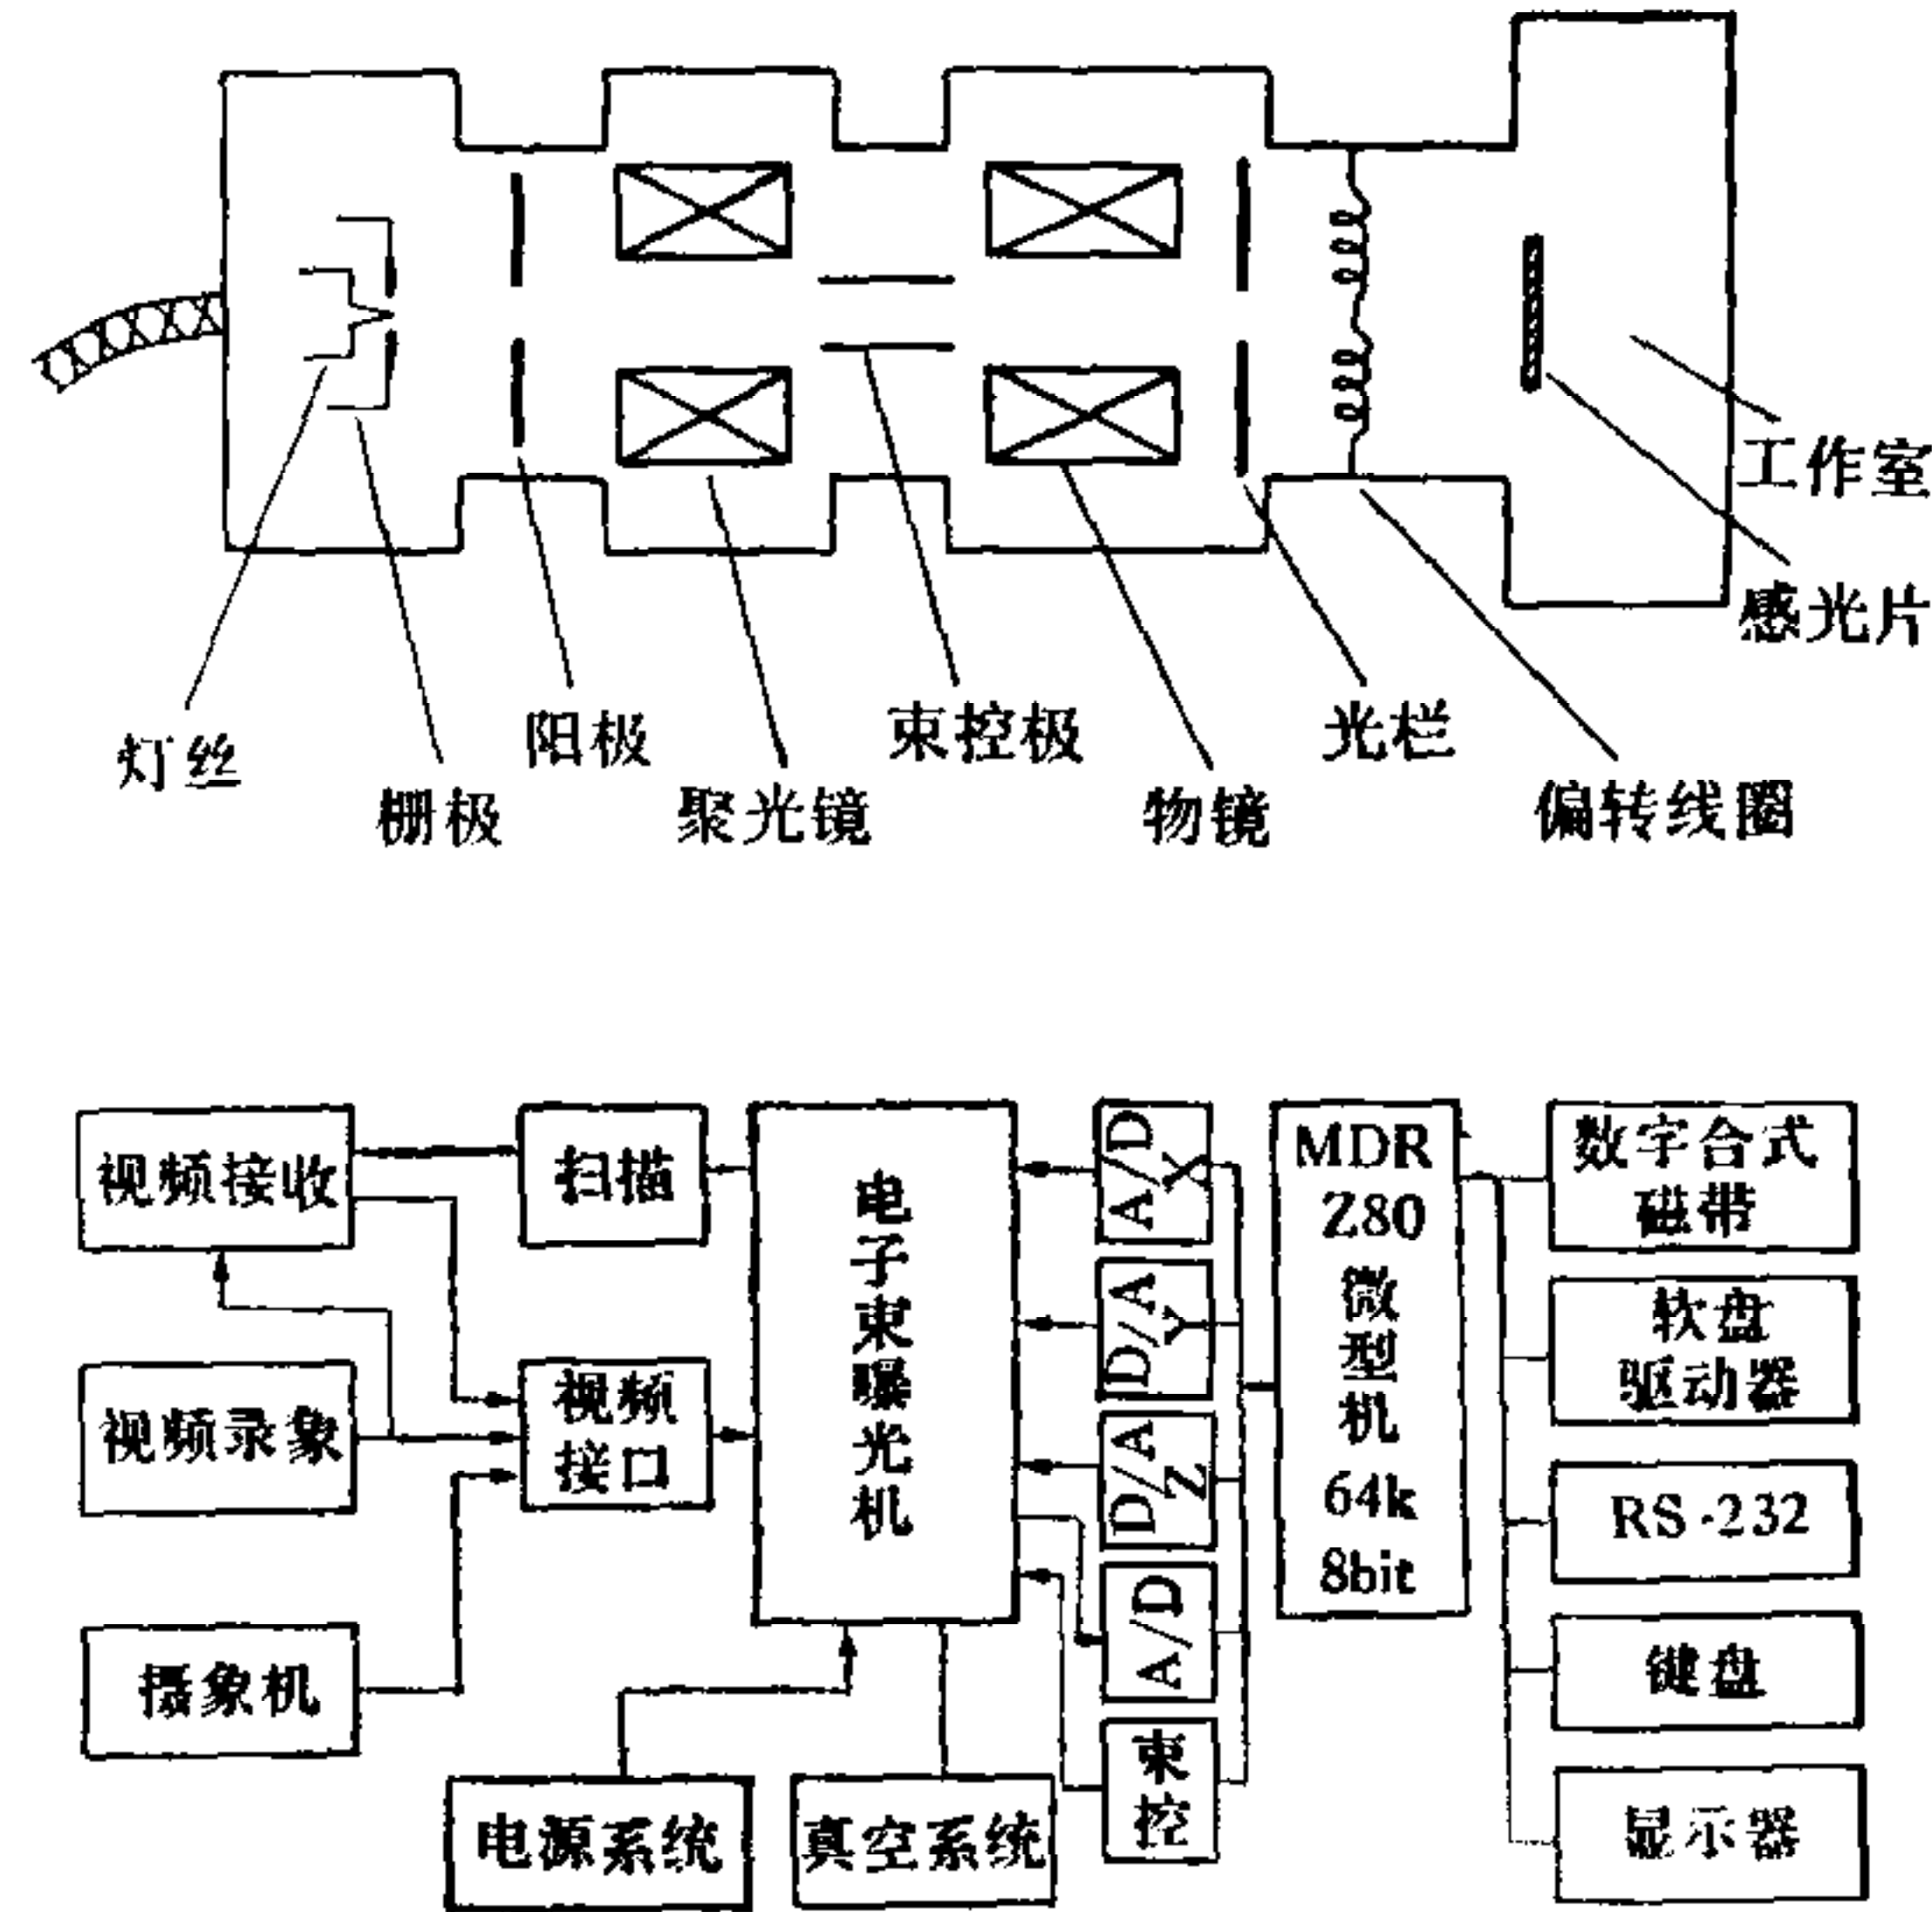 工作室
感光片
灯丝
栅极
阳极
聚光镜
束控极
物镜
光栏
偏转线圈
视频接收
扫描
视频录象
视频
接口
摄象机
电源系统
真空系统
电
子
束
曝
光
机
A/D
X
D/A
Y
D/A
Z
A/D
束
控
MDR
Z80
微
型
机
64k
8bit
数字合式
磁带
软盘
驱动器
RS-232
键盘
显示器